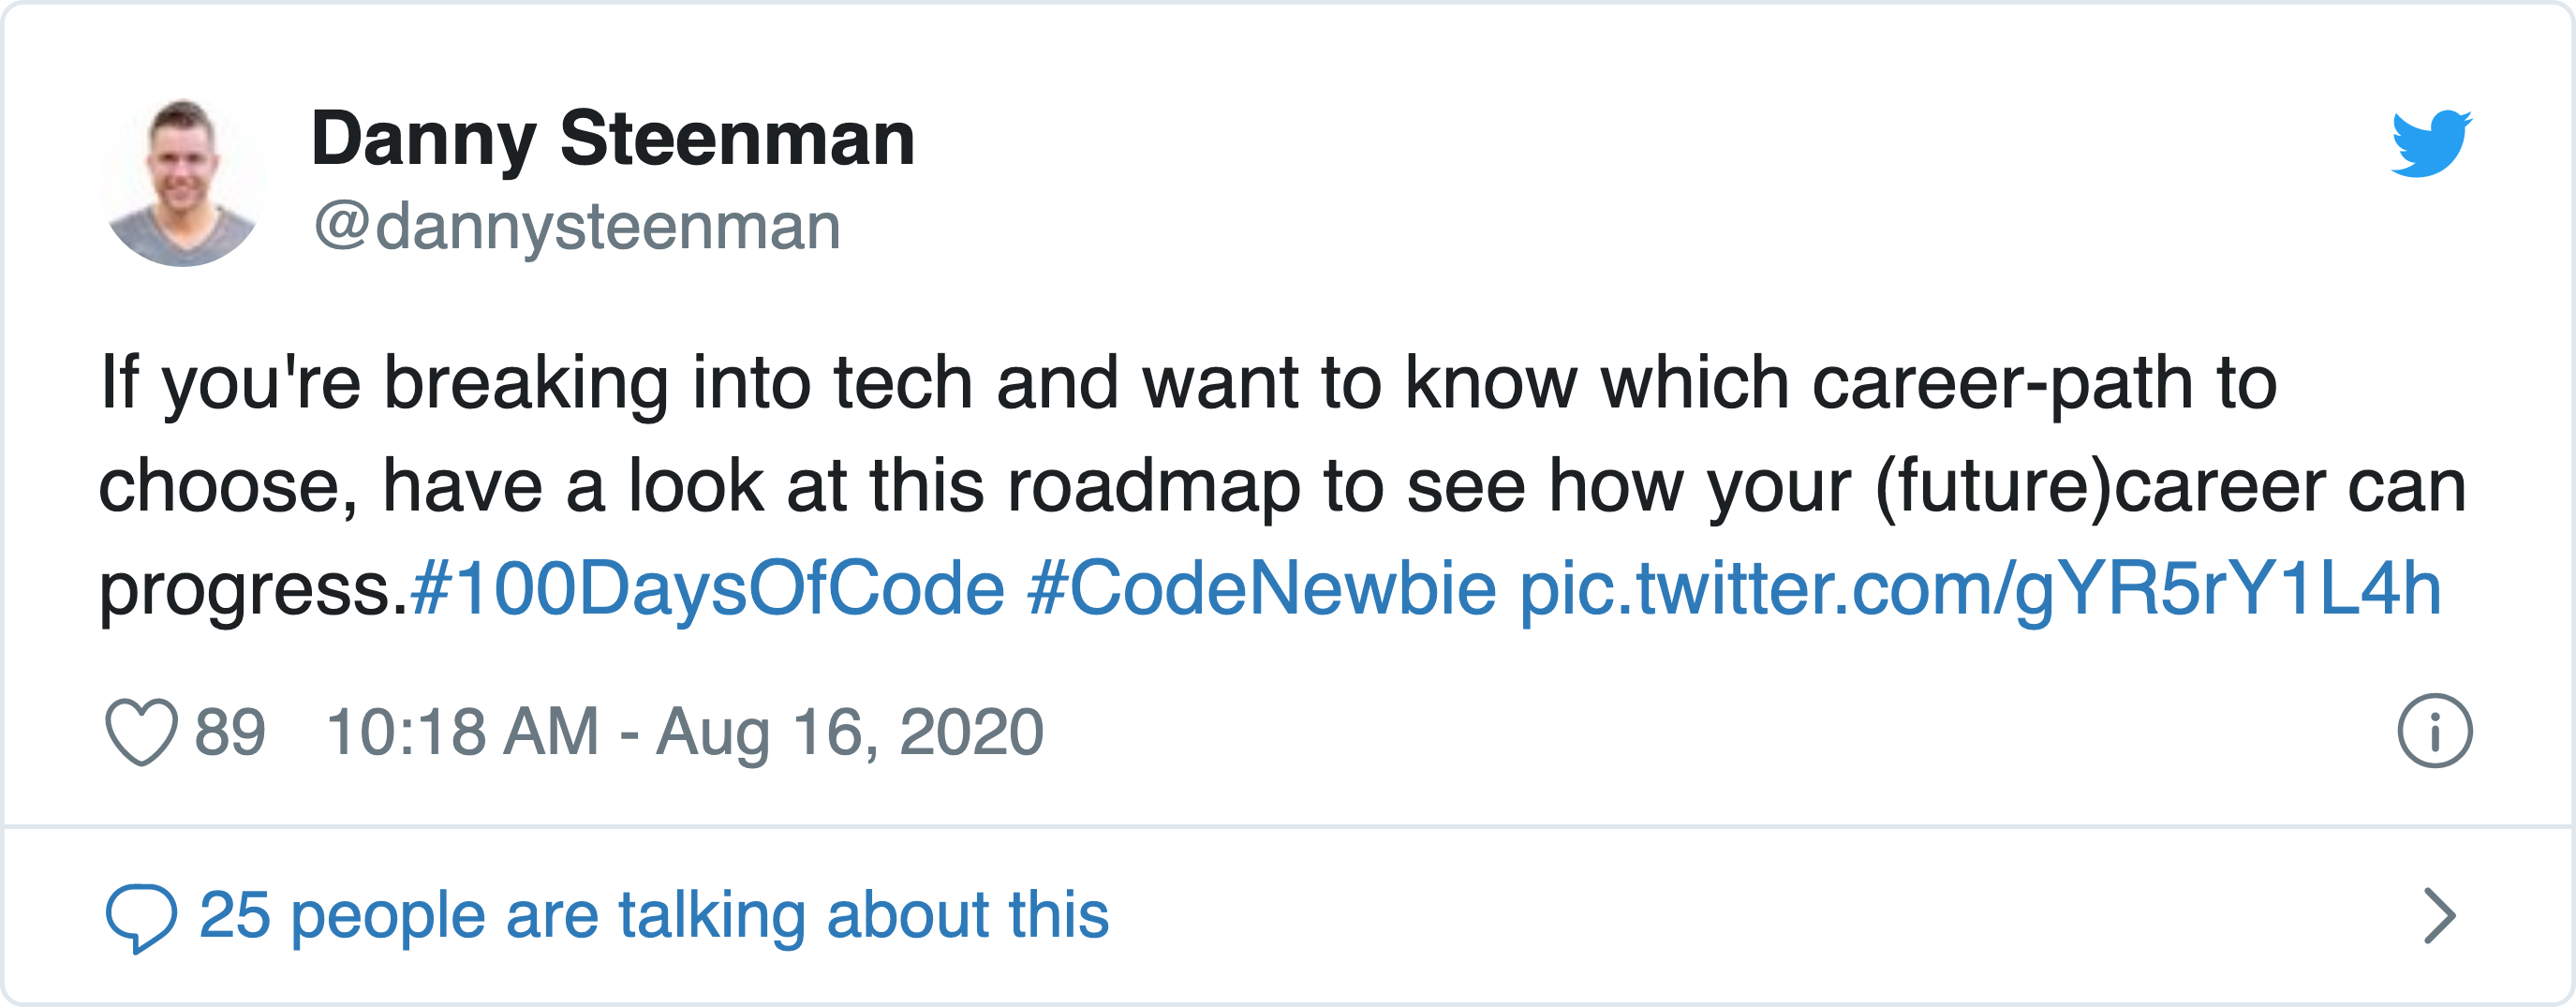 Danny Steenman
@dannysteenman
If you're breaking into tech and want to know which career-path to
choose, have a look at this roadmap to see how your (future)career can
progress.#100DaysOfCode #CodeNewbie pic.twitter.com/gYR5rY1L4h
89 10:18 AM - Aug 16, 2020
25 people are talking about this